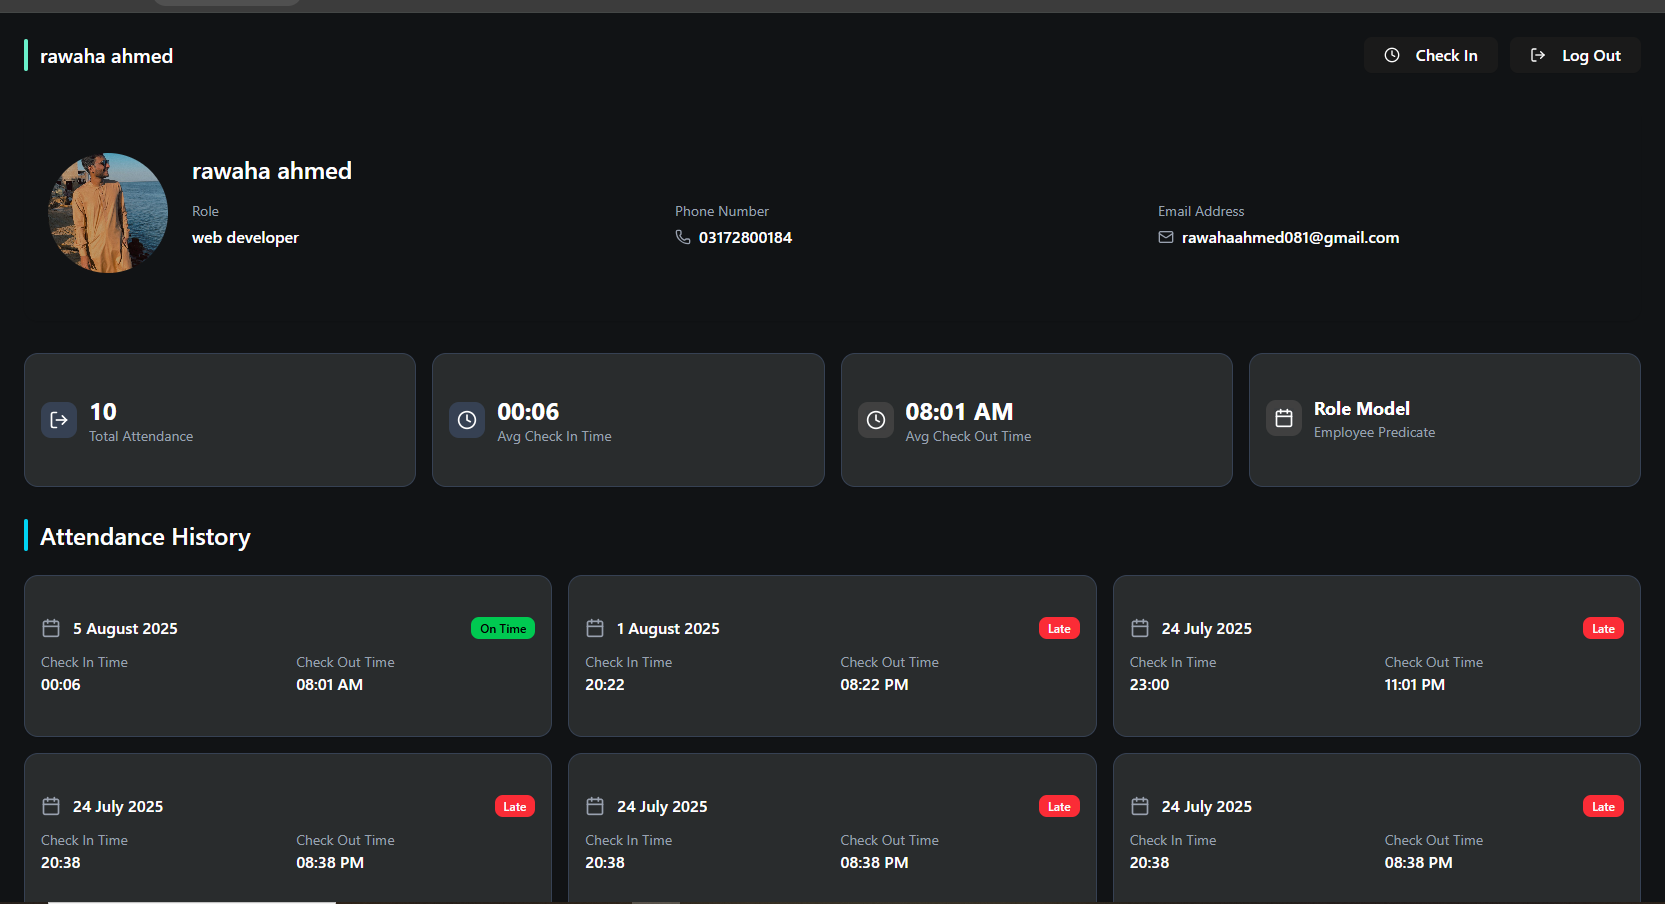 rawaha ahmed
Check In
Log Out
rawaha ahmed
Role
web developer
Phone Number
03172800184
Email Address
rawahaahmed081@gmail.com
10
Total Attendance
00:06
Avg Check In Time
08:01 AM
Avg Check Out Time
Role Model
Employee Predicate
Attendance History
5 August 2025 On Time
Check In Time Check Out Time
00:06 08:01 AM
1 August 2025 Late
Check In Time Check Out Time
20:22 08:22 PM
24 July 2025 Late
Check In Time Check Out Time
23:00 11:01 PM
24 July 2025 Late
Check In Time Check Out Time
20:38 08:38 PM
24 July 2025 Late
Check In Time Check Out Time
20:38 08:38 PM
24 July 2025 Late
Check In Time Check Out Time
20:38 08:38 PM